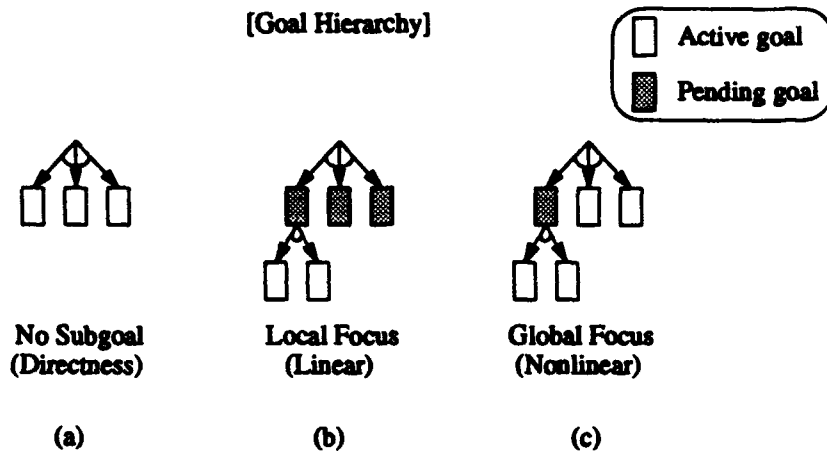 [Goal Hierarchy]
Active goal
Pending goal
No Subgoal
(Directness)
Local Focus
(Linear)
Global Focus
(Nonlinear)
(a)
(b)
(c)